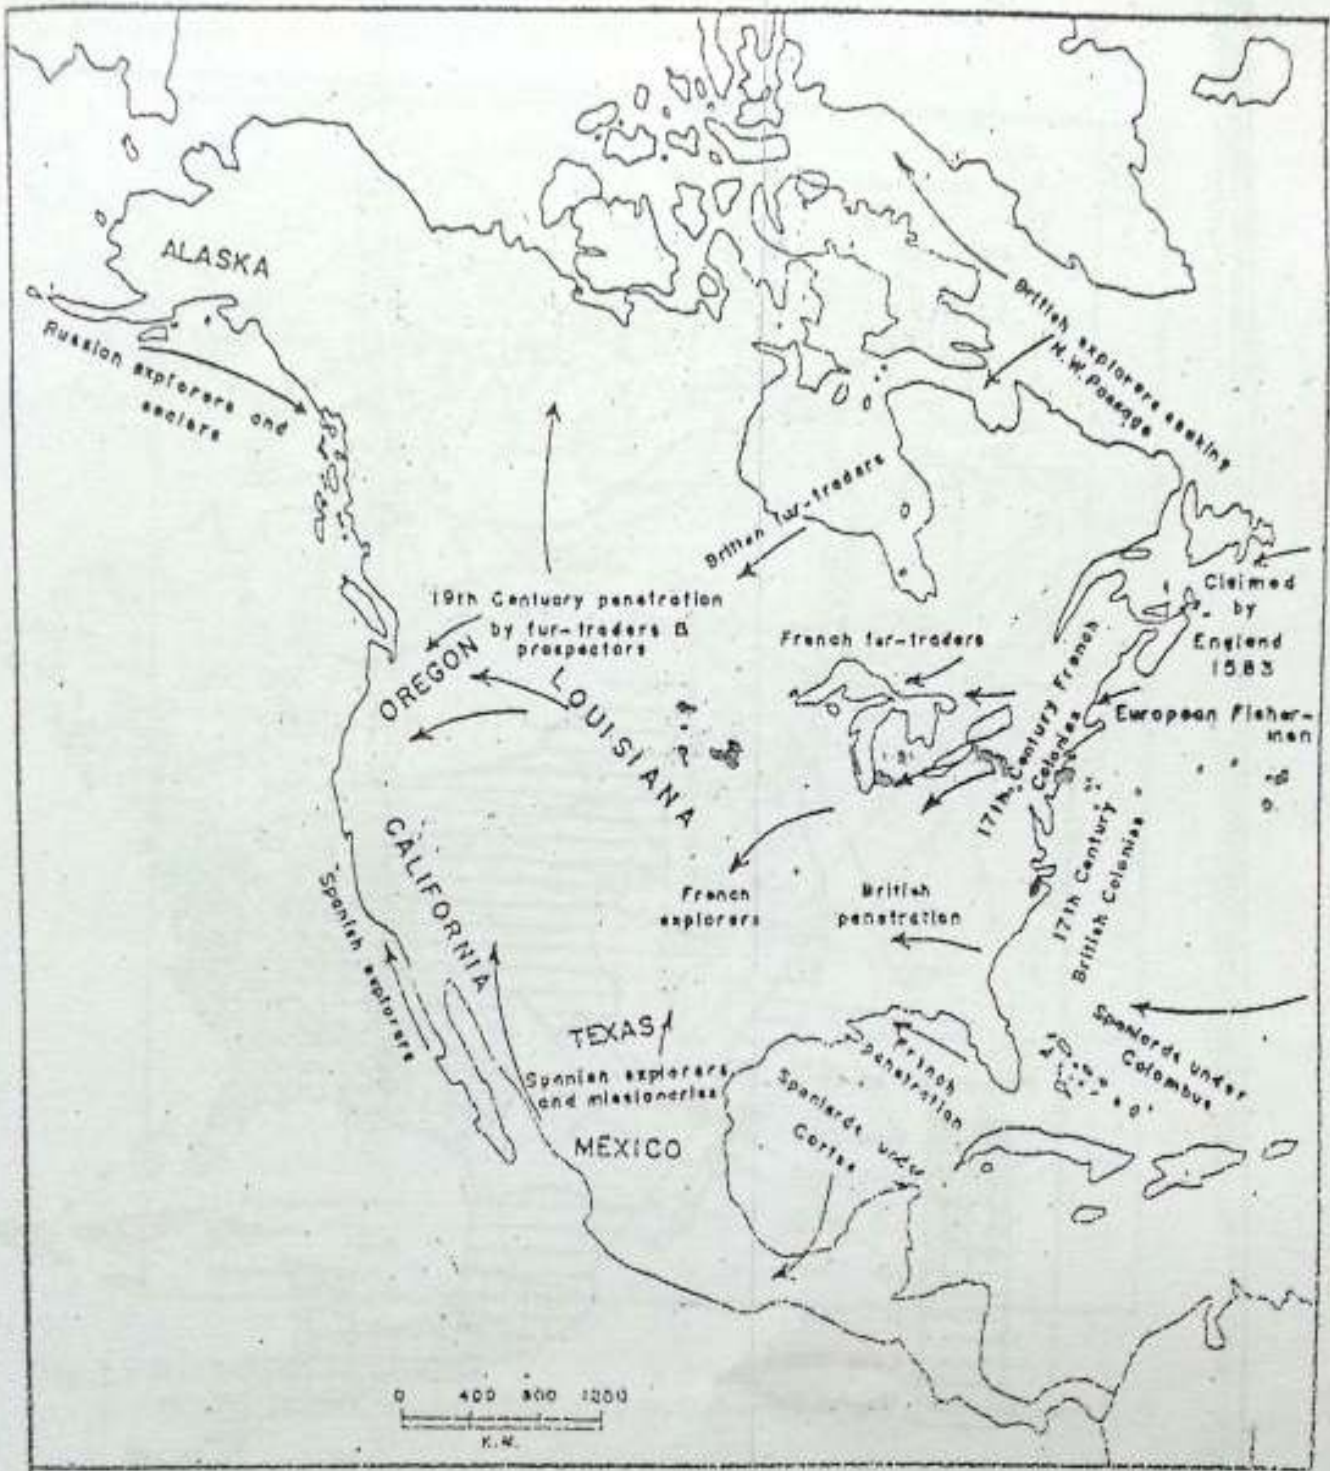 ALASKA
Russian explorers and
sealers
British explorers seeking
N.W. Passage
British fur-traders
19th Centuary penetration
by fur-traders &
prospectors
OREGON
LOUISIANA
French fur-traders
17th Century French
Colonies
Claimed
by
England
1583
European Fisher-
men
17th Century
British Colonies
CALIFORNIA
Spanish explorers
French
explorers
British
penetration
TEXAS
Spanish explorers
and missionaries
MEXICO
French
penetration
Spaniards under
Cortse
Spaniards under
Colombus
0 400 800 1200
K.M.